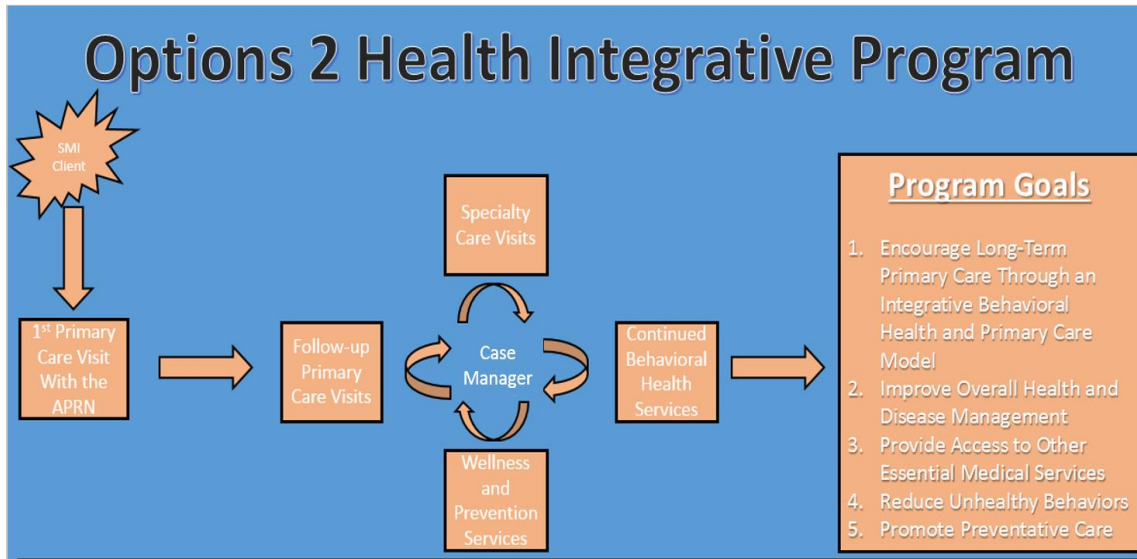 Options 2 Health Integrative Program
SMI
Client
1st Primary
Care Visit
With the
APRN
Follow-up
Primary
Care Visits
Specialty
Care Visits
Case
Manager
Wellness
and
Prevention
Services
Continued
Behavioral
Health
Services
Program Goals
1. Encourage Long-Term
Primary Care Through an
Integrative Behavioral
Health and Primary Care
Model
2. Improve Overall Health and
Disease Management
3. Provide Access to Other
Essential Medical Services
4. Reduce Unhealthy Behaviors
5. Promote Preventative Care